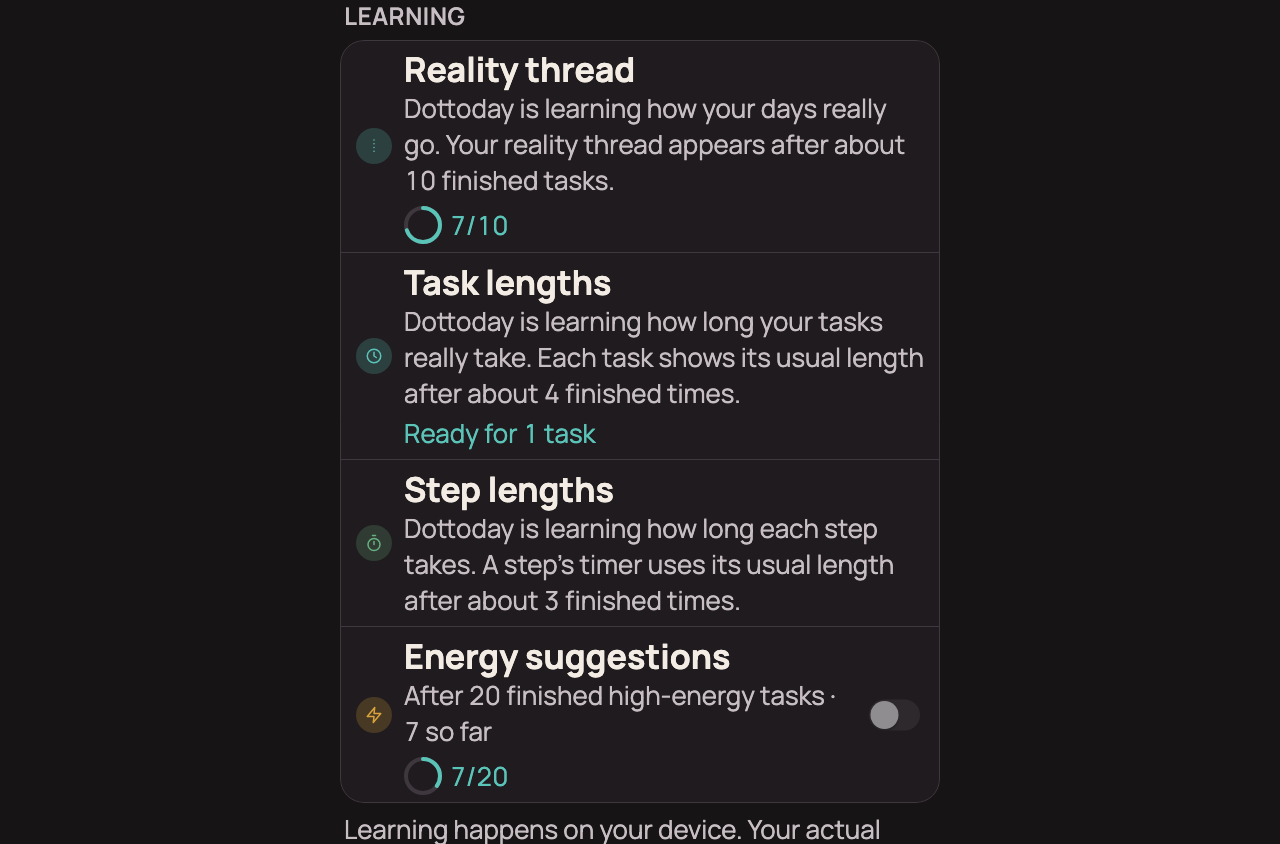 LEARNING
Reality thread
Dottoday is learning how your days really
go. Your reality thread appears after about
10 finished tasks.
7/10
Task lengths
Dottoday is learning how long your tasks
really take. Each task shows its usual length
after about 4 finished times.
Ready for 1 task
Step lengths
Dottoday is learning how long each step
takes. A step’s timer uses its usual length
after about 3 finished times.
Energy suggestions
After 20 finished high-energy tasks ·
7 so far
7/20
Learning happens on your device. Your actual